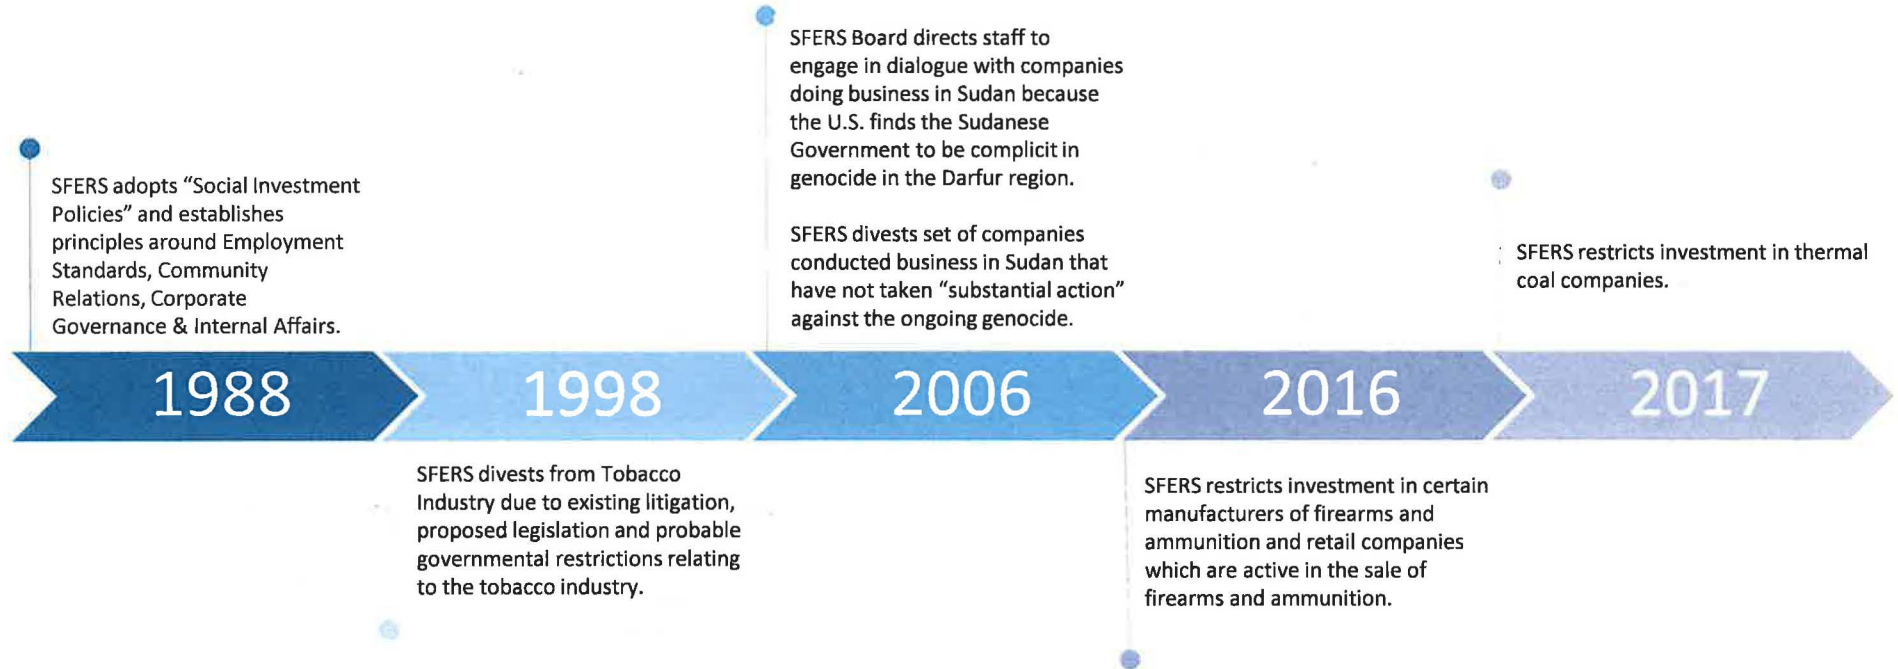 SFERS adopts “Social Investment
Policies” and establishes
principles around Employment
Standards, Community
Relations, Corporate
Governance & Internal Affairs.
SFERS Board directs staff to
engage in dialogue with companies
doing business in Sudan because
the U.S. finds the Sudanese
Government to be complicit in
genocide in the Darfur region.
SFERS divests set of companies
conducted business in Sudan that
have not taken “substantial action”
against the ongoing genocide.
SFERS restricts investment in thermal
coal companies.
1988
1998
2006
2016
2017
SFERS divests from Tobacco
Industry due to existing litigation,
proposed legislation and probable
governmental restrictions relating
to the tobacco industry.
SFERS restricts investment in certain
manufacturers of firearms and
ammunition and retail companies
which are active in the sale of
firearms and ammunition.